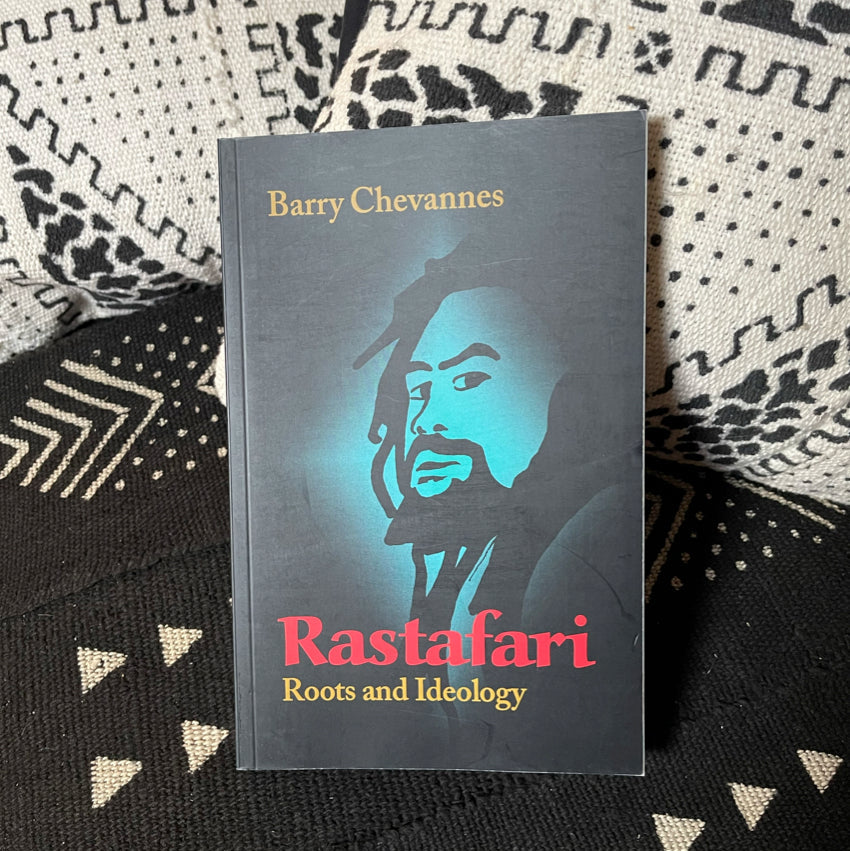 Barry Chevannes
Rastafari
Roots and Ideology